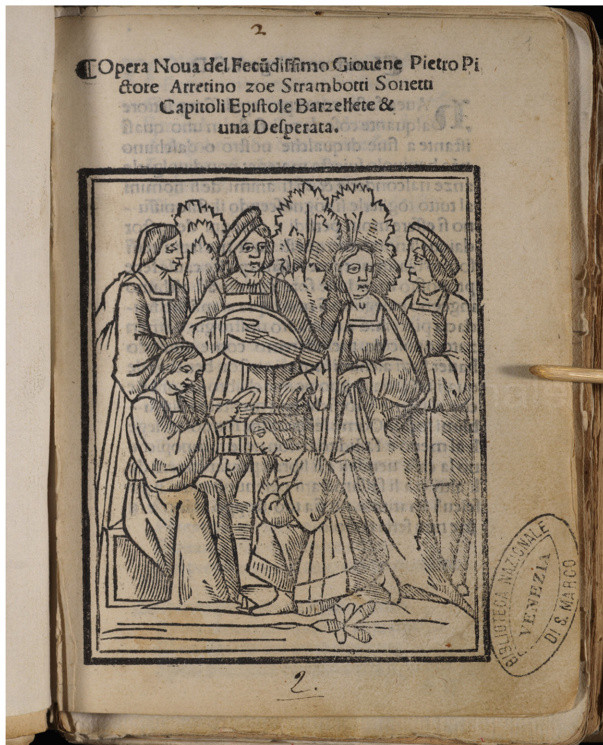 2
Opera Noua del Fecũdissimo Giouene Pietro Pi
ctore Arretino zoe Strambotti Sonetti
Capitoli Epistole Barzellete &
una Desperata.
BIBLIOTECA NAZIONALE
VENEZIA
DI S. MARCO
2.